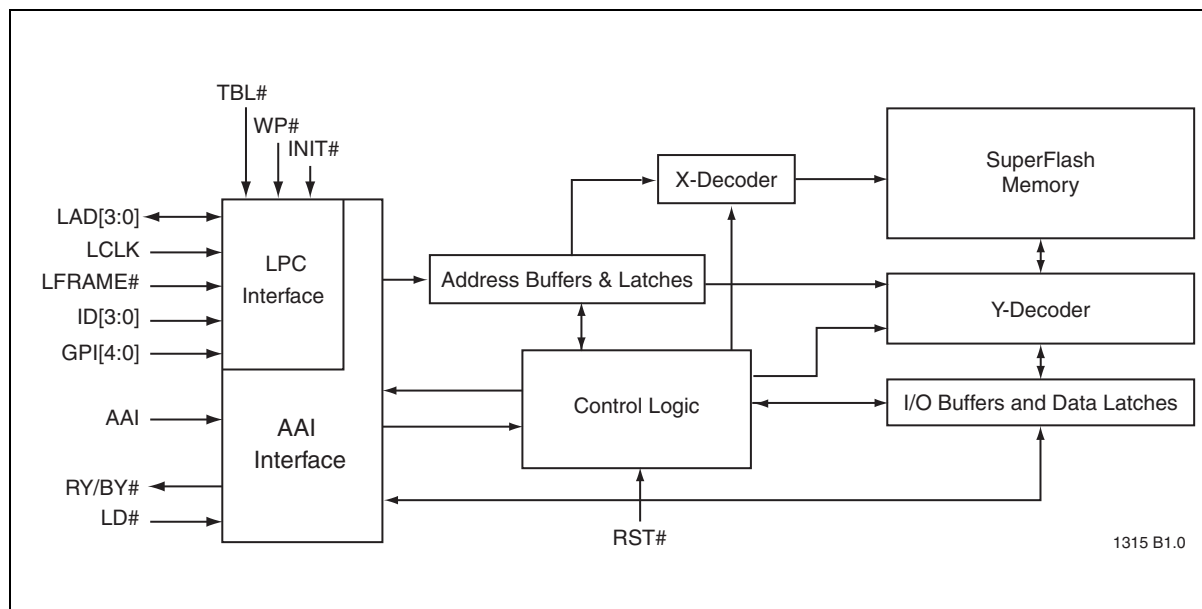 TBL#
WP#
INIT#
LAD[3:0]
LCLK
LFRAME#
ID[3:0]
GPI[4:0]
AAI
RY/BY#
LD#
LPC
Interface
AAI
Interface
Address Buffers & Latches
X-Decoder
Control Logic
RST#
SuperFlash
Memory
Y-Decoder
I/O Buffers and Data Latches
1315 B1.0